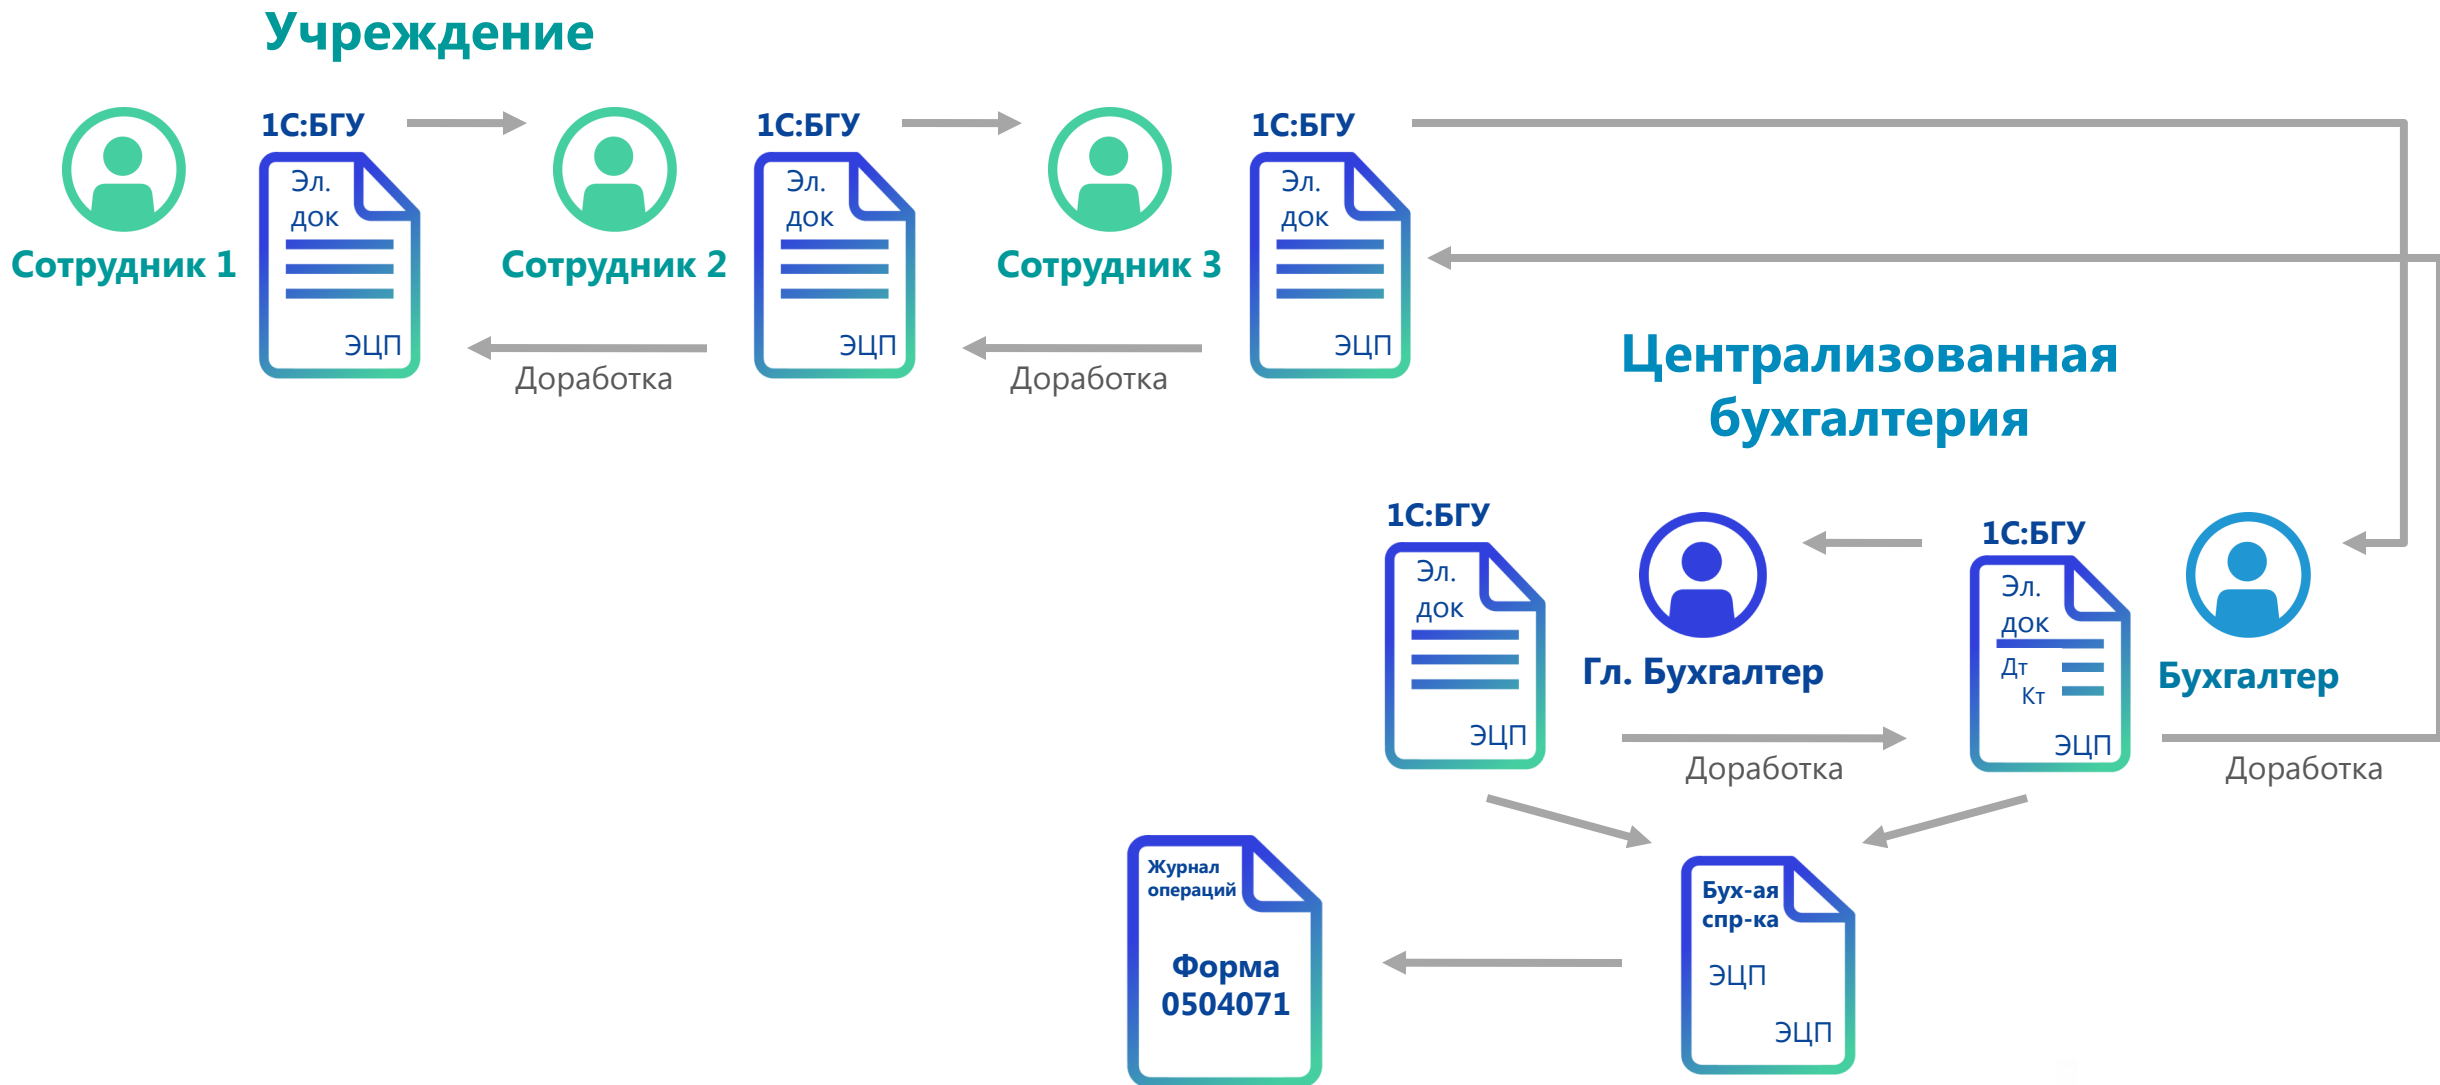 Учреждение
1С:БГУ
1С:БГУ
1С:БГУ
Эл.
док
ЭЦП
Эл.
док
ЭЦП
Эл.
док
ЭЦП
Сотрудник 1
Сотрудник 2
Сотрудник 3
Доработка
Доработка
Централизованная
бухгалтерия
1С:БГУ
Эл.
док
ЭЦП
Гл. Бухгалтер
1С:БГУ
Эл.
док
Дт
Кт
ЭЦП
Бухгалтер
Доработка
Доработка
Журнал
операций
Форма
0504071
Бух-ая
спр-ка
ЭЦП
ЭЦП